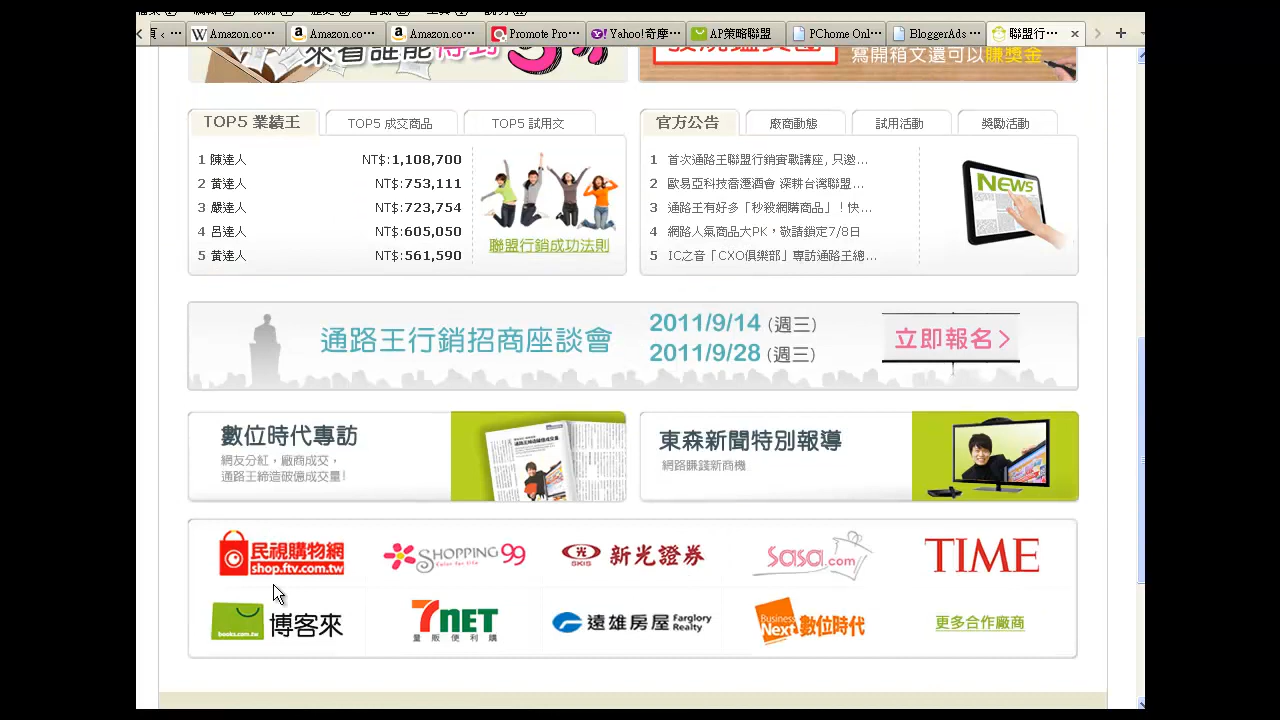 Amazon.co…
Amazon.co…
Amazon.co…
Promote Pro…
Yahoo!奇摩…
AP策略聯盟
PChome Onl…
BloggerAds …
聯盟行…
來看誰能得到
寫開箱文還可以賺獎金
TOP5 業績王
TOP5 成交商品
TOP5 試用文
官方公告
廠商動態
試用活動
獎勵活動
1 陳達人 NT$:1,108,700
2 黃達人 NT$:753,111
3 嚴達人 NT$:723,754
4 呂達人 NT$:605,050
5 黃達人 NT$:561,590
聯盟行銷成功法則
1 首次通路王聯盟行銷實戰講座, 只邀...
2 歐易亞科技喬遷酒會 深耕台灣聯盟...
3 通路王有好多「秒殺網購商品」！快...
4 網路人氣商品大PK，敬請鎖定7/8日
5 IC之音「CXO俱樂部」專訪通路王總...
NEWS
通路王行銷招商座談會
2011/9/14 (週三)
2011/9/28 (週三)
立即報名>
數位時代專訪
網友分紅，廠商成交，
通路王締造破億成交量!
東森新聞特別報導
網路賺錢新商機
民視購物網
shop.ftv.com.tw
SHOPPING 99
Color for life
SKIS 新光證券
sasa.com
TIME
books.com.tw 博客來
7NET
量販便利購
遠雄房屋 Farglory Realty
Business Next 數位時代
更多合作廠商